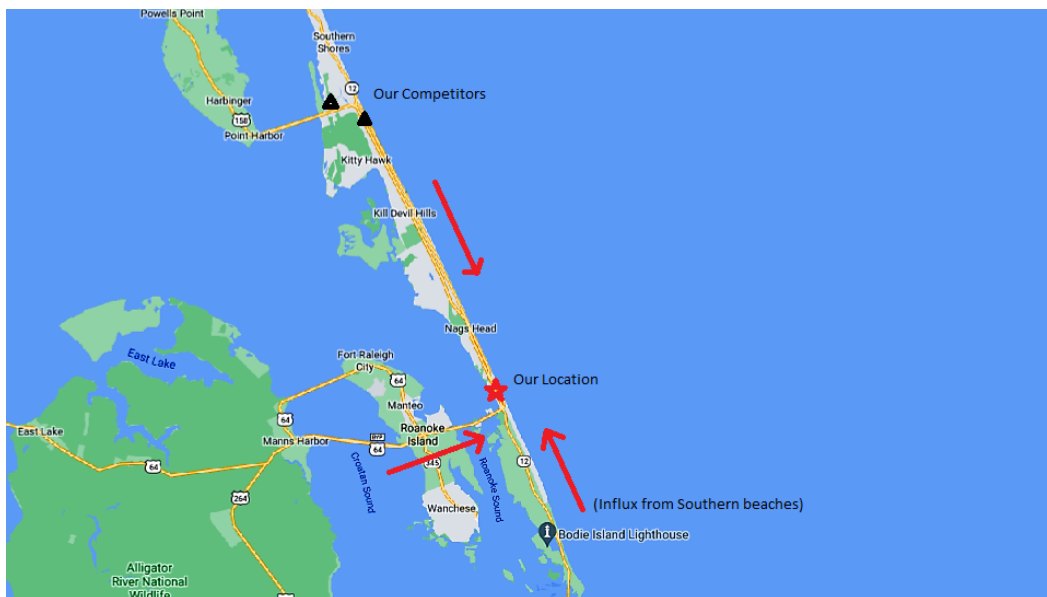 Powells Point
Southern
Shores
12
Our Competitors
Harbinger
158
Point Harbor
Kitty Hawk
Kill Devil Hills
Nags Head
East Lake
Fort Raleigh
City
64
Our Location
Manteo
64
East Lake
Manns Harbor
BYP
64
Roanoke
Island
64
345
12
Croatan Sound
Roanoke Sound
264
Wanchese
(Influx from Southern beaches)
Bodie Island Lighthouse
Alligator
River National
Wildlife